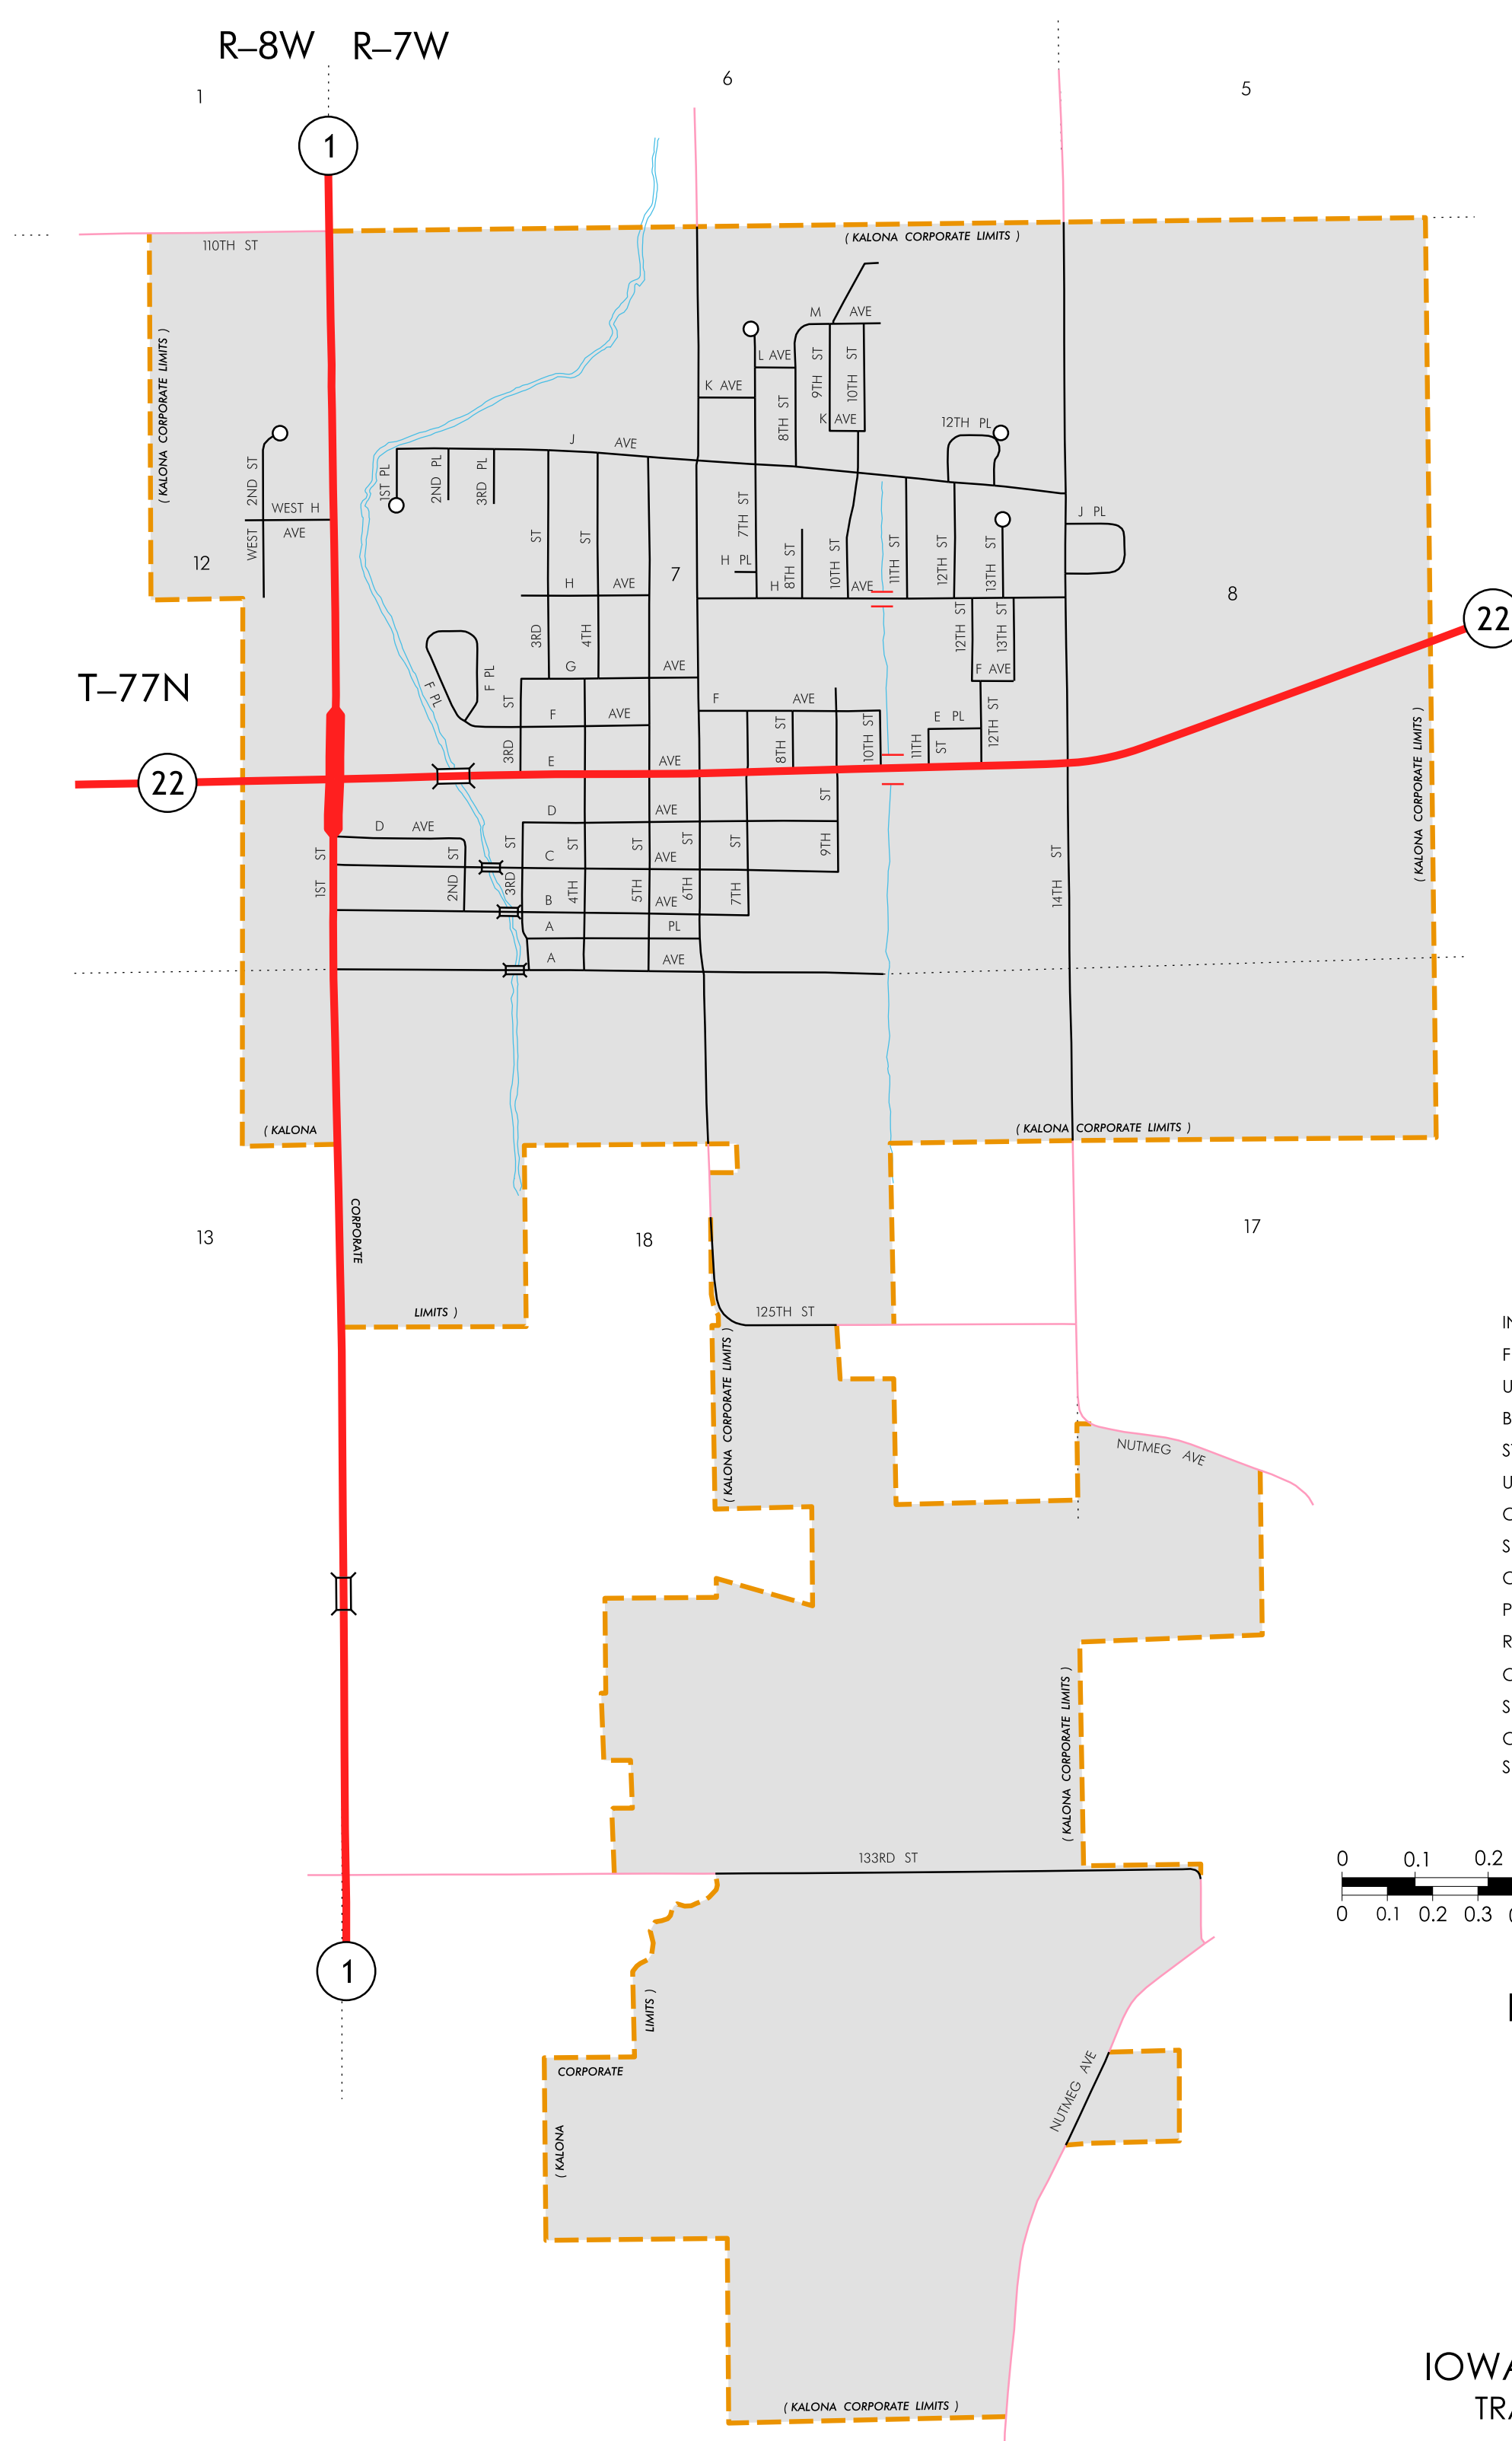 R–8W R–7W
1
6
5
1
110TH ST
( KALONA CORPORATE LIMITS )
( KALONA CORPORATE LIMITS )
M AVE
L AVE
9TH ST
10TH ST
K AVE
8TH ST
K AVE
12TH PL
J AVE
2ND ST
WEST
WEST H
AVE
1ST PL
2ND PL
3RD PL
7TH ST
J PL
ST
ST
H PL
8TH ST
10TH ST
11TH ST
12TH ST
13TH ST
12
7
8
H AVE
H AVE
3RD
4TH
12TH ST
13TH ST
22
G AVE
F AVE
T–77N
F PL
F PL
ST
3RD
F AVE
F AVE
8TH ST
10TH ST
11TH
ST
E PL
12TH ST
( KALONA CORPORATE LIMITS )
22
E AVE
D AVE
D AVE
ST
9TH
1ST ST
2ND ST
3RD ST
C AVE
4TH ST
5TH ST
6TH ST
7TH ST
14TH ST
B AVE
A PL
A AVE
( KALONA
( KALONA CORPORATE LIMITS )
13
CORPORATE
18
17
LIMITS )
125TH ST
( KALONA CORPORATE LIMITS )
NUTMEG AVE
IN
F
U
B
ST
U
O
S
O
P
R
O
S
O
S
( KALONA CORPORATE LIMITS )
133RD ST
0 0.1 0.2
0 0.1 0.2 0.3
1
LIMITS )
CORPORATE
( KALONA
NUTMEG AVE
IOWA
TRA
( KALONA CORPORATE LIMITS )